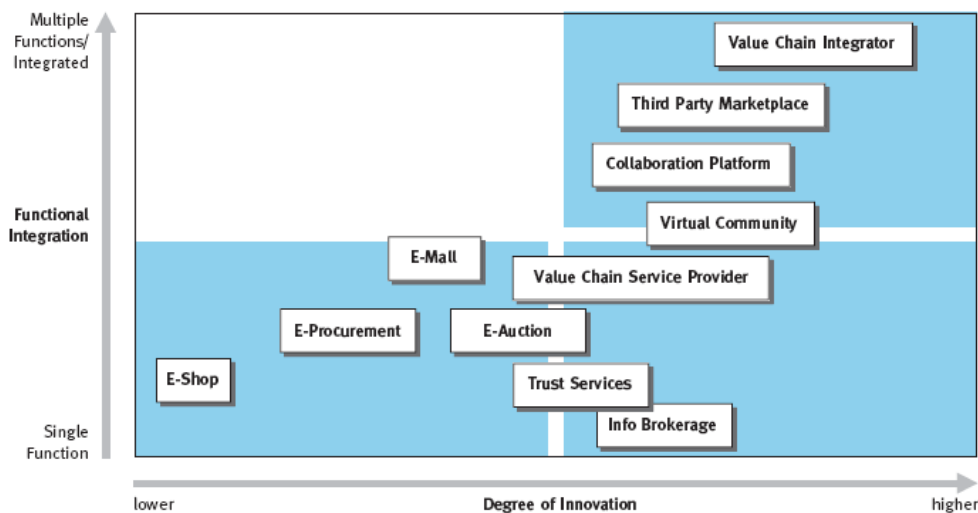 Multiple
Functions/
Integrated
Value Chain Integrator
Third Party Marketplace
Collaboration Platform
Functional
Integration
Virtual Community
E-Mall
Value Chain Service Provider
E-Procurement
E-Auction
E-Shop
Trust Services
Info Brokerage
Single
Function
lower
Degree of Innovation
higher